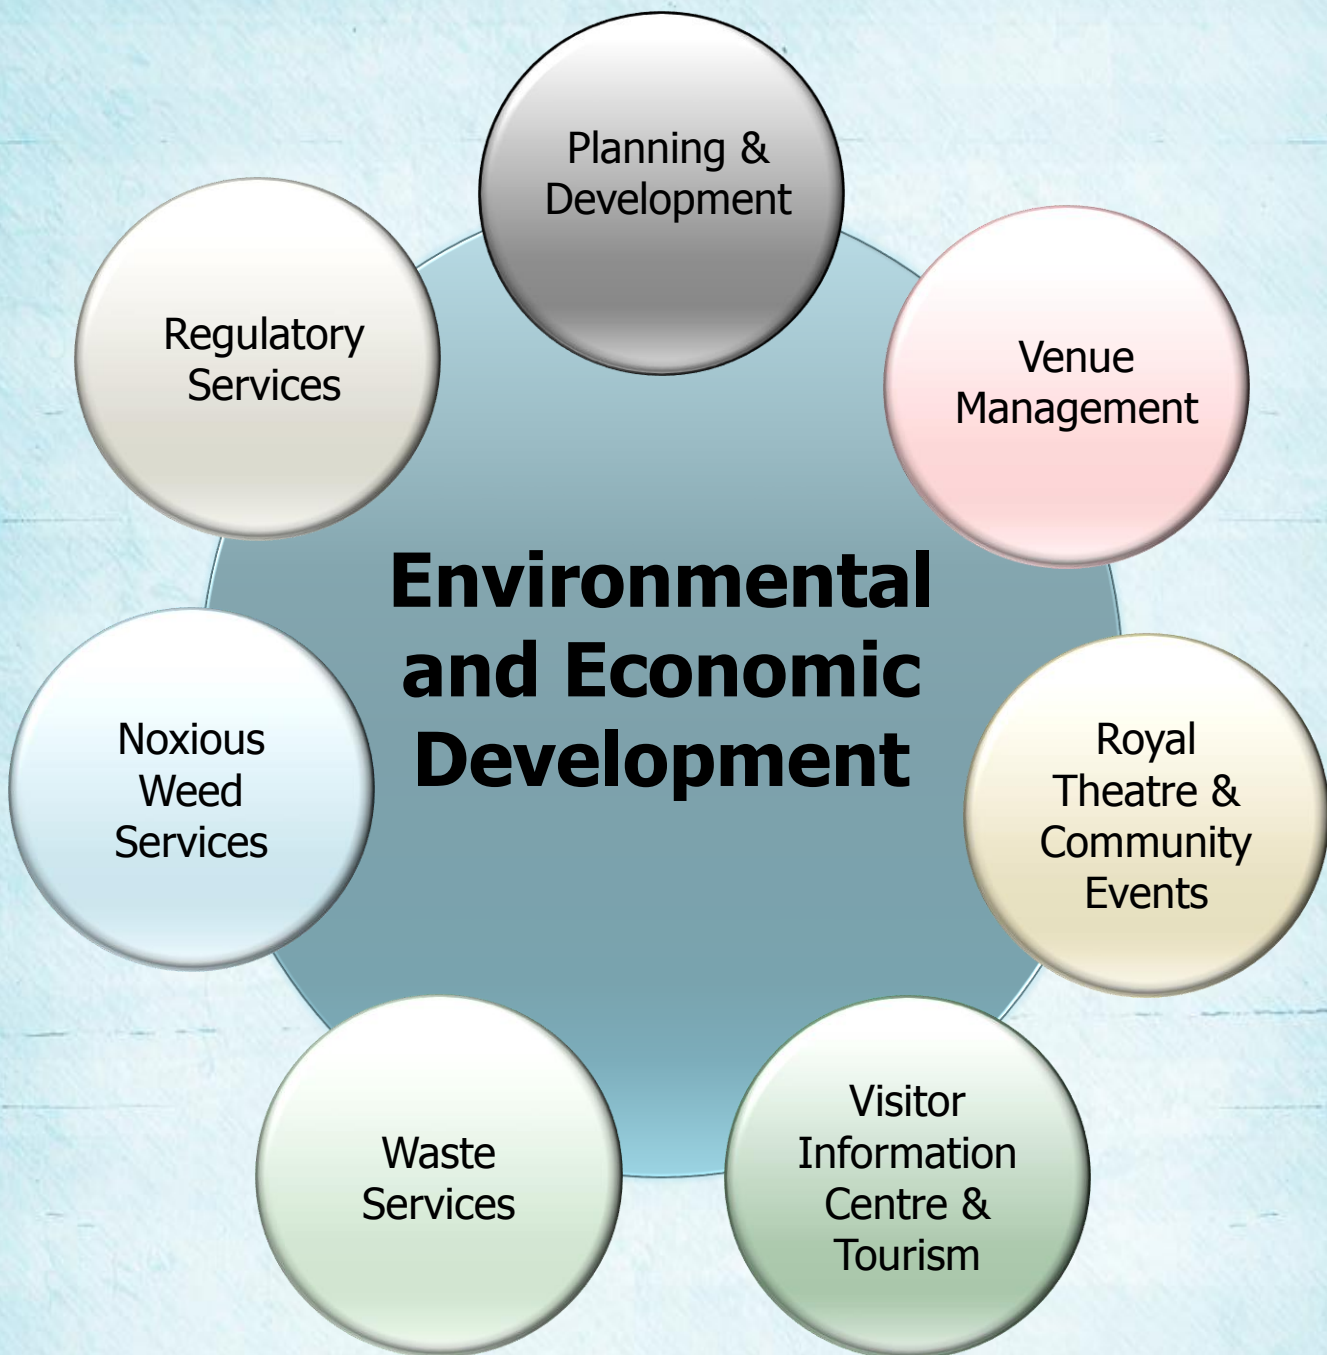 Planning &
Development
Regulatory
Services
Venue
Management
Environmental
and Economic
Development
Noxious
Weed
Services
Royal
Theatre &
Community
Events
Waste
Services
Visitor
Information
Centre &
Tourism